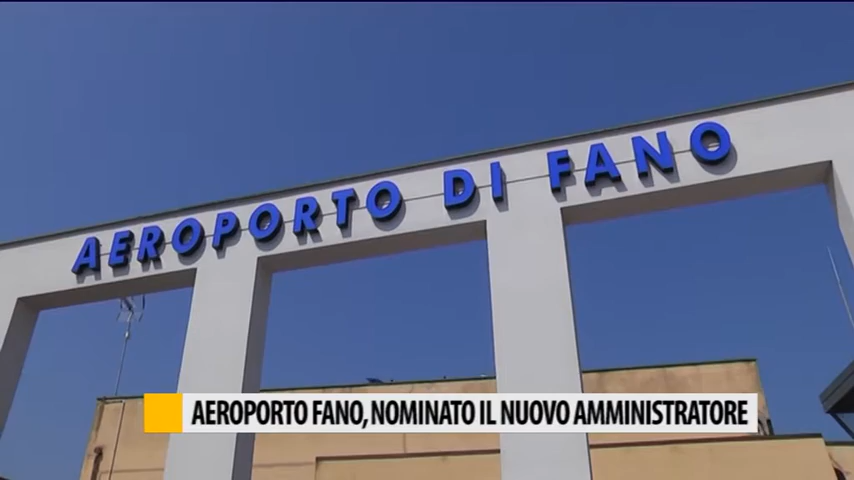 AEROPORTO DI FANO
AEROPORTO FANO, NOMINATO IL NUOVO AMMINISTRATORE